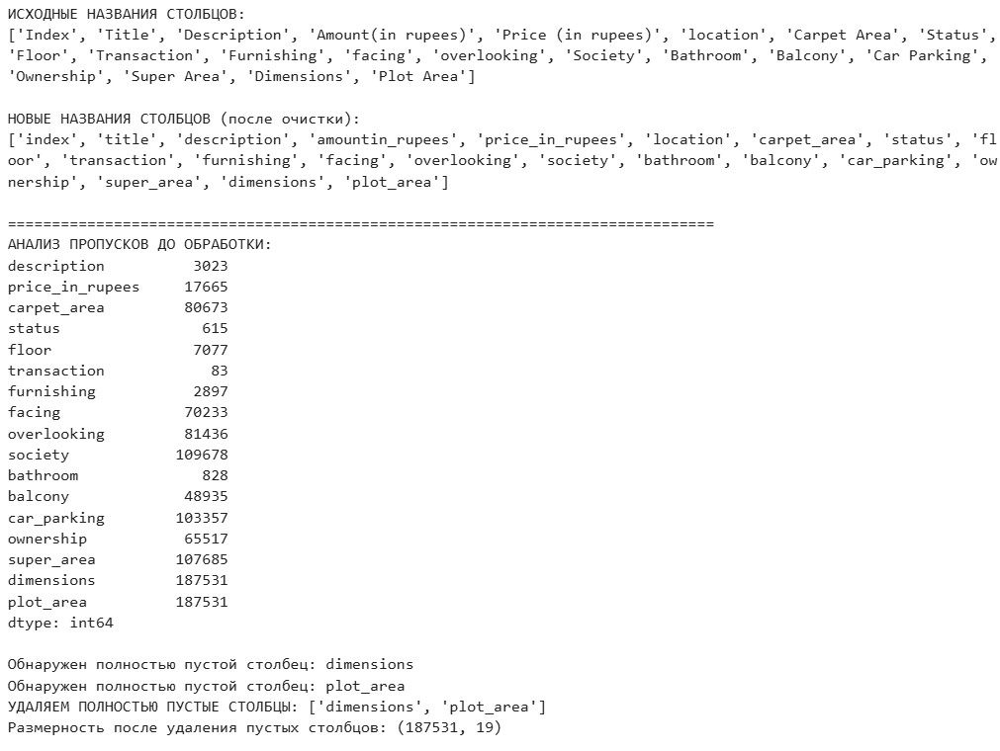 ИСХОДНЫЕ НАЗВАНИЯ СТОЛБЦОВ:
['Index', 'Title', 'Description', 'Amount(in rupees)', 'Price (in rupees)', 'location', 'Carpet Area', 'Status',
'Floor', 'Transaction', 'Furnishing', 'facing', 'overlooking', 'Society', 'Bathroom', 'Balcony', 'Car Parking',
'Ownership', 'Super Area', 'Dimensions', 'Plot Area']
НОВЫЕ НАЗВАНИЯ СТОЛБЦОВ (после очистки):
['index', 'title', 'description', 'amountin_rupees', 'price_in_rupees', 'location', 'carpet_area', 'status', 'fl
oor', 'transaction', 'furnishing', 'facing', 'overlooking', 'society', 'bathroom', 'balcony', 'car_parking', 'ow
nership', 'super_area', 'dimensions', 'plot_area']
================================================================================
АНАЛИЗ ПРОПУСКОВ ДО ОБРАБОТКИ:
description 3023
price_in_rupees 17665
carpet_area 80673
status 615
floor 7077
transaction 83
furnishing 2897
facing 70233
overlooking 81436
society 109678
bathroom 828
balcony 48935
car_parking 103357
ownership 65517
super_area 107685
dimensions 187531
plot_area 187531
dtype: int64
Обнаружен полностью пустой столбец: dimensions
Обнаружен полностью пустой столбец: plot_area
УДАЛЯЕМ ПОЛНОСТЬЮ ПУСТЫЕ СТОЛБЦЫ: ['dimensions', 'plot_area']
Размерность после удаления пустых столбцов: (187531, 19)